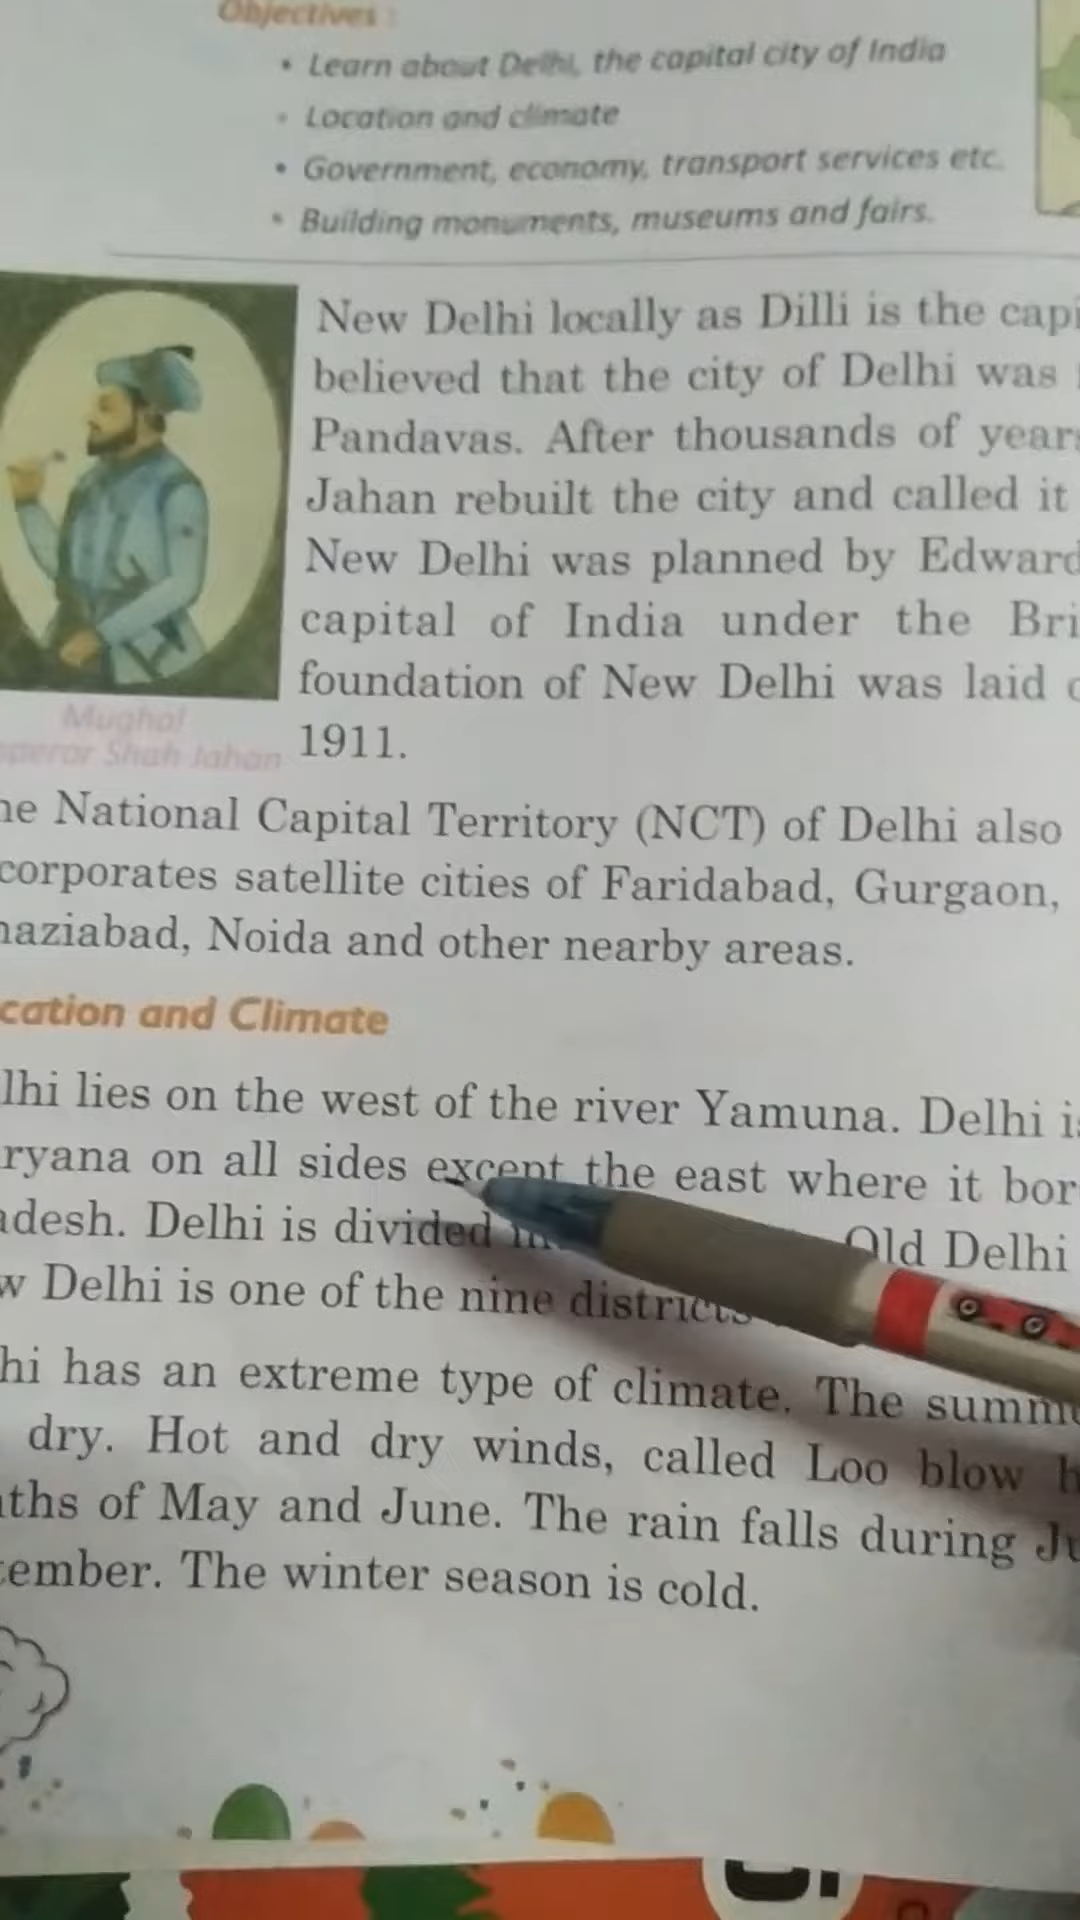 Objectives :
• Learn about Delhi, the capital city of India
• Location and climate
• Government, economy, transport services etc.
• Building monuments, museums and fairs.
New Delhi locally as Dilli is the capi
believed that the city of Delhi was
Pandavas. After thousands of years
Jahan rebuilt the city and called it
New Delhi was planned by Edward
capital of India under the Bri
foundation of New Delhi was laid
1911.
Mughal
peror Shah Jahan
he National Capital Territory (NCT) of Delhi also
corporates satellite cities of Faridabad, Gurgaon,
haziabad, Noida and other nearby areas.
cation and Climate
lhi lies on the west of the river Yamuna. Delhi is
ryana on all sides except the east where it bor
adesh. Delhi is divided Old Delhi
w Delhi is one of the nine districts
hi has an extreme type of climate. The summe
dry. Hot and dry winds, called Loo blow h
ths of May and June. The rain falls during Ju
tember. The winter season is cold.